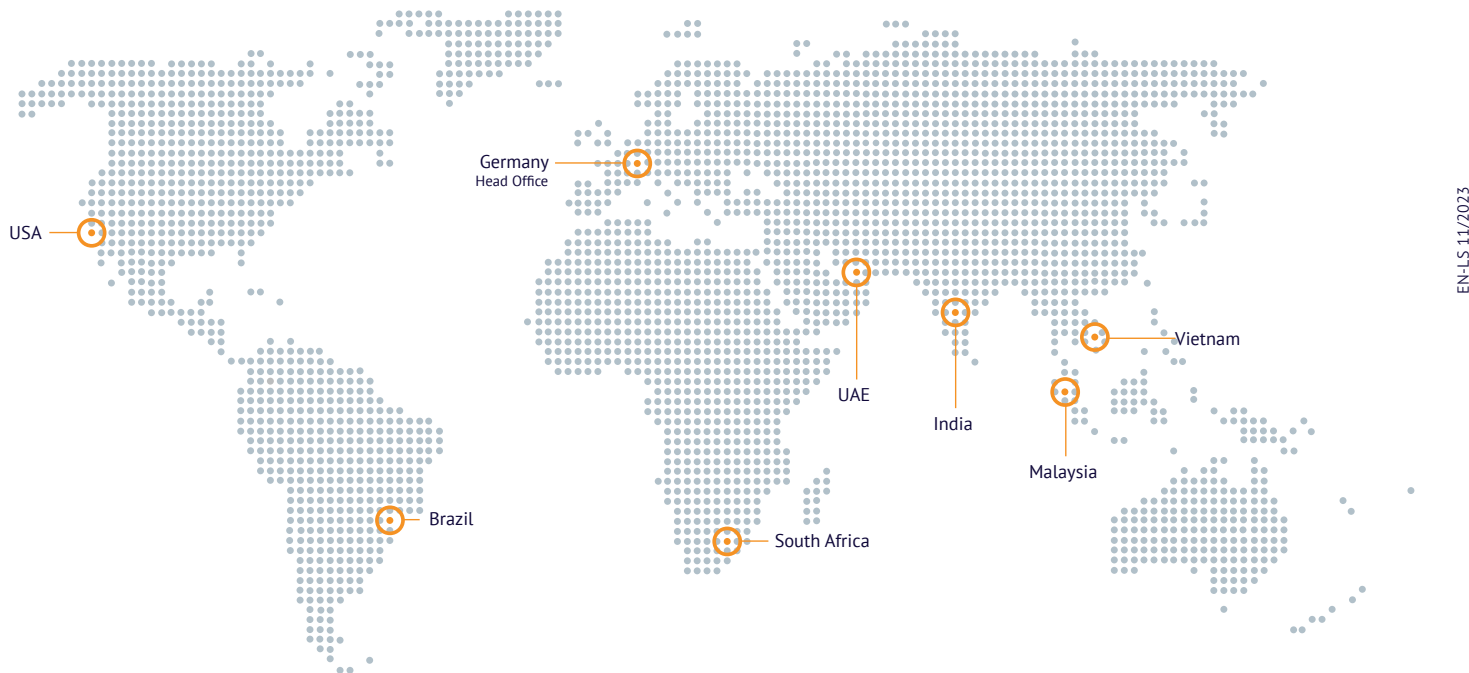 Germany
Head Office
USA
Vietnam
UAE
India
Malaysia
Brazil
South Africa
EN-LS 11/2023